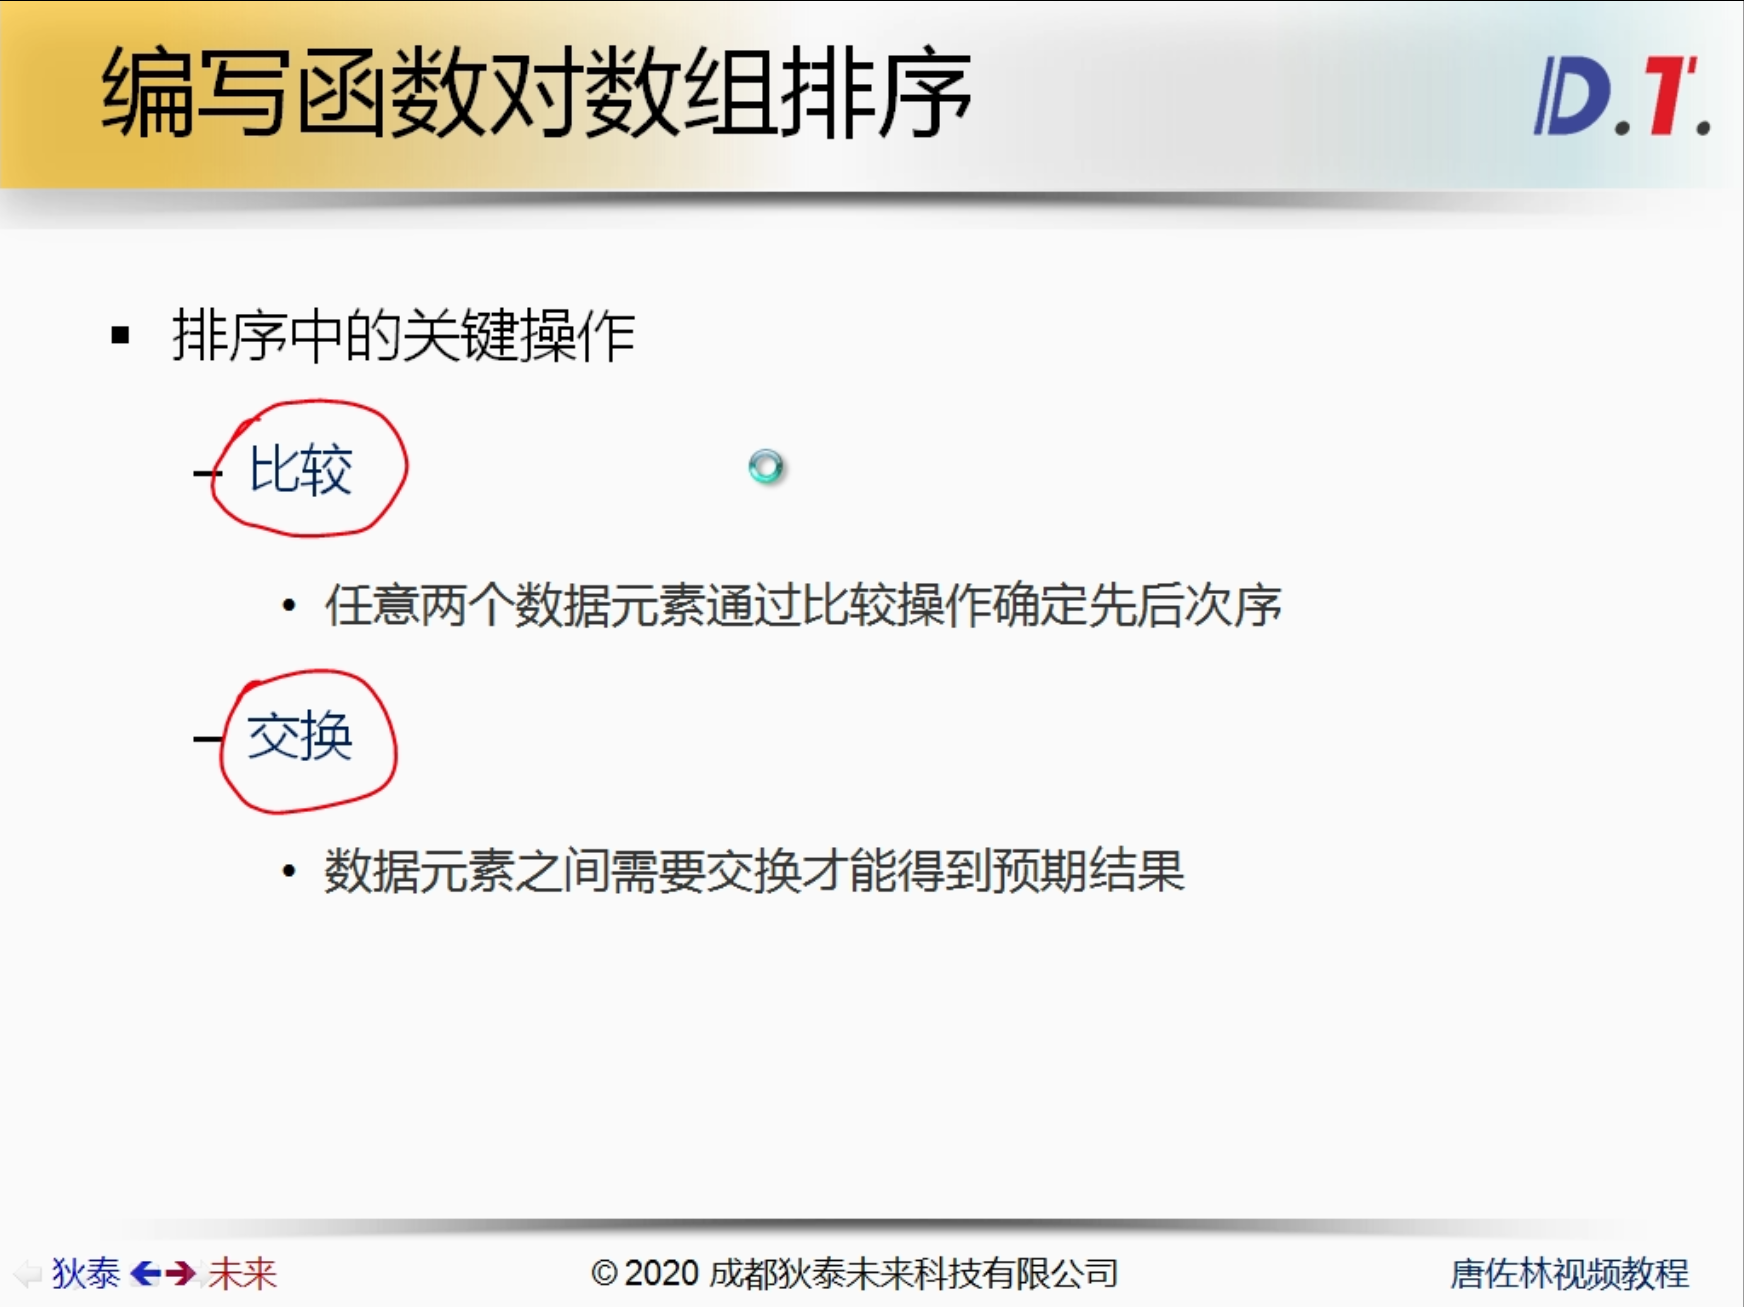 编写函数对数组排序
D.T.
排序中的关键操作
比较
任意两个数据元素通过比较操作确定先后次序
交换
数据元素之间需要交换才能得到预期结果
狄泰 未来
© 2020 成都狄泰未来科技有限公司
唐佐林视频教程